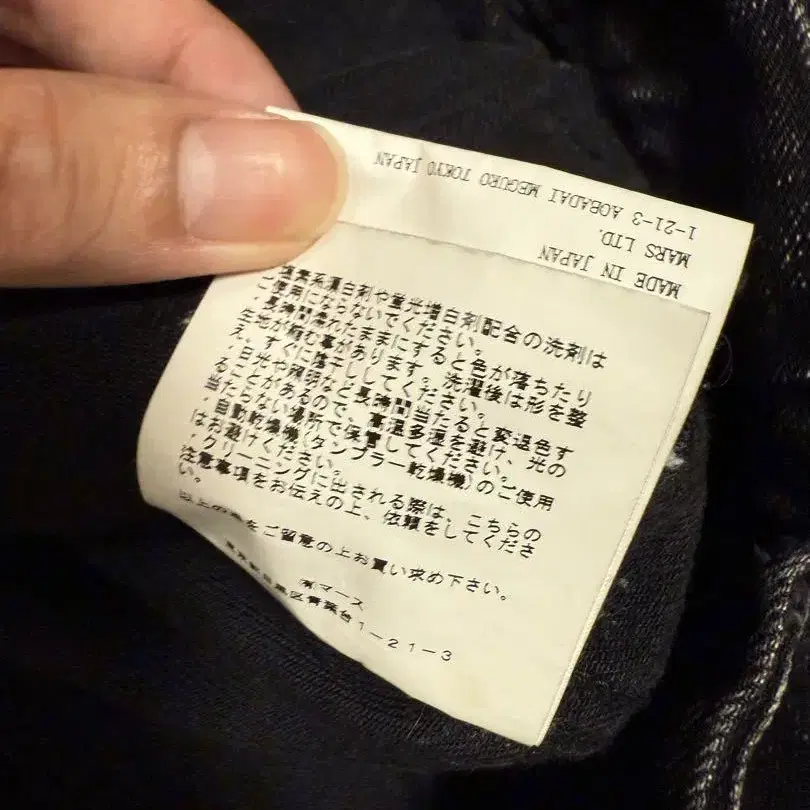 MADE IN JAPAN
MARS LTD.
1-21-3 AOBADAI MEGURO TOKYO JAPAN
塩素系漂白剤や蛍光増白剤配合の洗剤は
ご使用にならないでください。
・長時間濡れたままにすると色が落ちたり
生地が縮む事があります。洗濯後は形を整
え、すぐに陰干ししてください。
・日光や照明など長時間当たると変退色す
ることがあるので、高温多湿を避け、光の
当たらない場所で保管してください。
・自動乾燥機(タンブラー乾燥機)のご使用
はお避けください。
・クリーニングに出される際は、こちらの
注意事項をお伝えの上、依頼をしてくださ
い。
以上の点をご留意の上お買い求め下さい。
㈲マース
東京都目黒区青葉台1-21-3